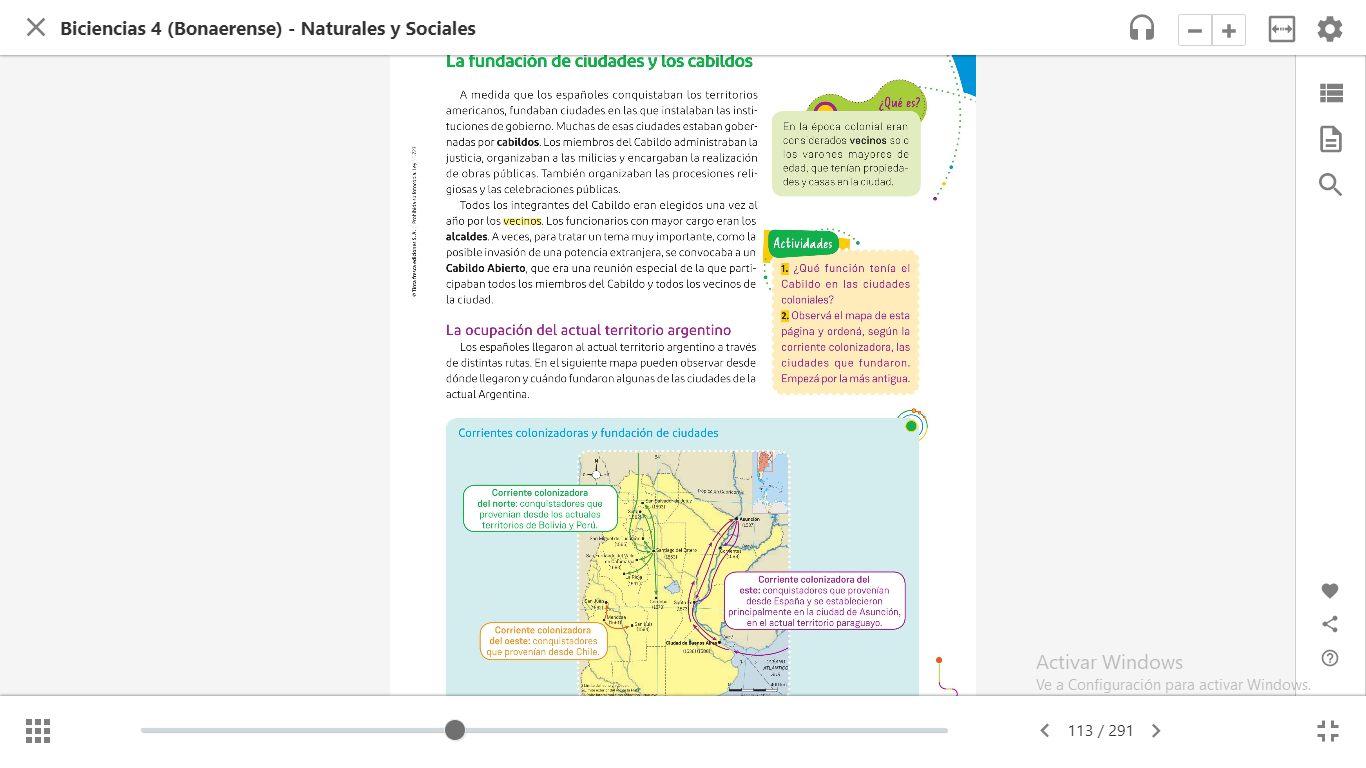 Biciencias 4 (Bonaerense) - Naturales y Sociales
La fundación de ciudades y los cabildos
A medida que los españoles conquistaban los territorios
americanos, fundaban ciudades en las que instalaban las insti-
tuciones de gobierno. Muchas de esas ciudades estaban gober-
nadas por cabildos. Los miembros del Cabildo administraban la
justicia, organizaban a las milicias y encargaban la realización
de obras públicas. También organizaban las procesiones reli-
giosas y las celebraciones públicas.
Todos los integrantes del Cabildo eran elegidos una vez al
año por los vecinos. Los funcionarios con mayor cargo eran los
alcaldes. A veces, para tratar un tema muy importante, como la
posible invasión de una potencia extranjera, se convocaba a un
Cabildo Abierto, que era una reunión especial de la que parti-
cipaban todos los miembros del Cabildo y todos los vecinos de
la ciudad.
La ocupación del actual territorio argentino
Los españoles llegaron al actual territorio argentino a través
de distintas rutas. En el siguiente mapa pueden observar desde
dónde llegaron y cuándo fundaron algunas de las ciudades de la
actual Argentina.
¿Qué es?
En la época colonial eran
considerados vecinos solo
los varones mayores de
edad, que tenían propieda-
des y casas en la ciudad.
Actividades
1. ¿Qué función tenía el
Cabildo en las ciudades
coloniales?
2. Observá el mapa de esta
página y ordená, según la
corriente colonizadora, las
ciudades que fundaron.
Empezá por la más antigua.
Corrientes colonizadoras y fundación de ciudades
Corriente colonizadora
del norte: conquistadores que
provenían desde los actuales
territorios de Bolivia y Perú.
Asunción
Santiago del Estero
Corrientes
La Rioja
Corriente colonizadora del
este: conquistadores que provenían
desde España y se establecieron
principalmente en la ciudad de Asunción,
en el actual territorio paraguayo.
San Juan
Mendoza
San Luis
Corriente colonizadora
del oeste: conquistadores
que provenían desde Chile.
Ciudad de Buenos Aires
OCÉANO
ATLÁNTICO
Activar Windows
Ve a Configuración para activar Windows.
113 / 291